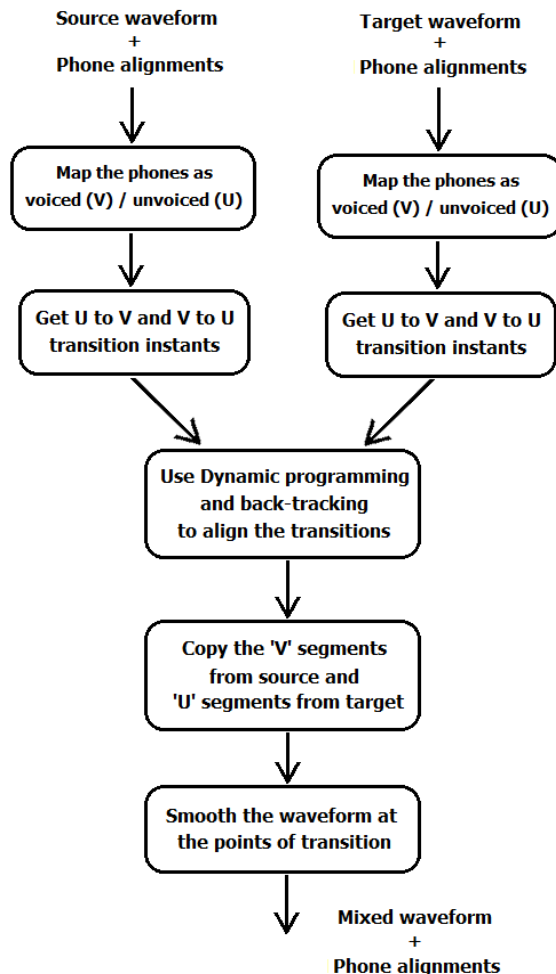 Source waveform
+
Phone alignments
Target waveform
+
Phone alignments
Map the phones as
voiced (V) / unvoiced (U)
Map the phones as
voiced (V) / unvoiced (U)
Get U to V and V to U
transition instants
Get U to V and V to U
transition instants
Use Dynamic programming
and back-tracking
to align the transitions
Copy the 'V' segments
from source and
'U' segments from target
Smooth the waveform at
the points of transition
Mixed waveform
+
Phone alignments